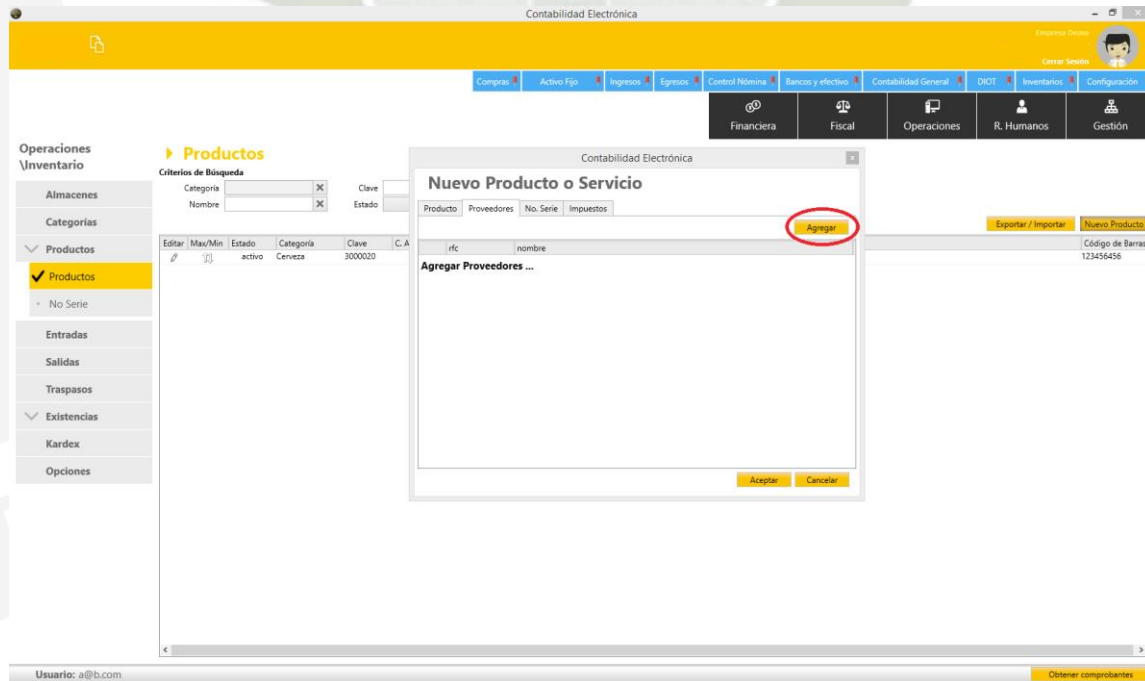 Contabilidad Electrónica
Empresa Demo
Cerrar Sesión
Compras Activo Fijo Ingresos Egresos Control Nómina Bancos y efectivo Contabilidad General DIOT Inventarios Configuración
Financiera Fiscal Operaciones R. Humanos Gestión
Operaciones
\Inventario
Almacenes
Categorías
Productos
Productos
No Serie
Entradas
Salidas
Traspasos
Existencias
Kardex
Opciones
Productos
Criterios de Búsqueda
Categoría Clave
Nombre Estado
Exportar / Importar Nuevo Producto
Editar Max/Min Estado Categoría Clave C. A Código de Barras
activo Cerveza 3000020 123456456
Contabilidad Electrónica
Nuevo Producto o Servicio
Producto Proveedores No. Serie Impuestos
Agregar
rfc nombre
Agregar Proveedores ...
Aceptar Cancelar
Usuario: a@b.com
Obtener comprobantes